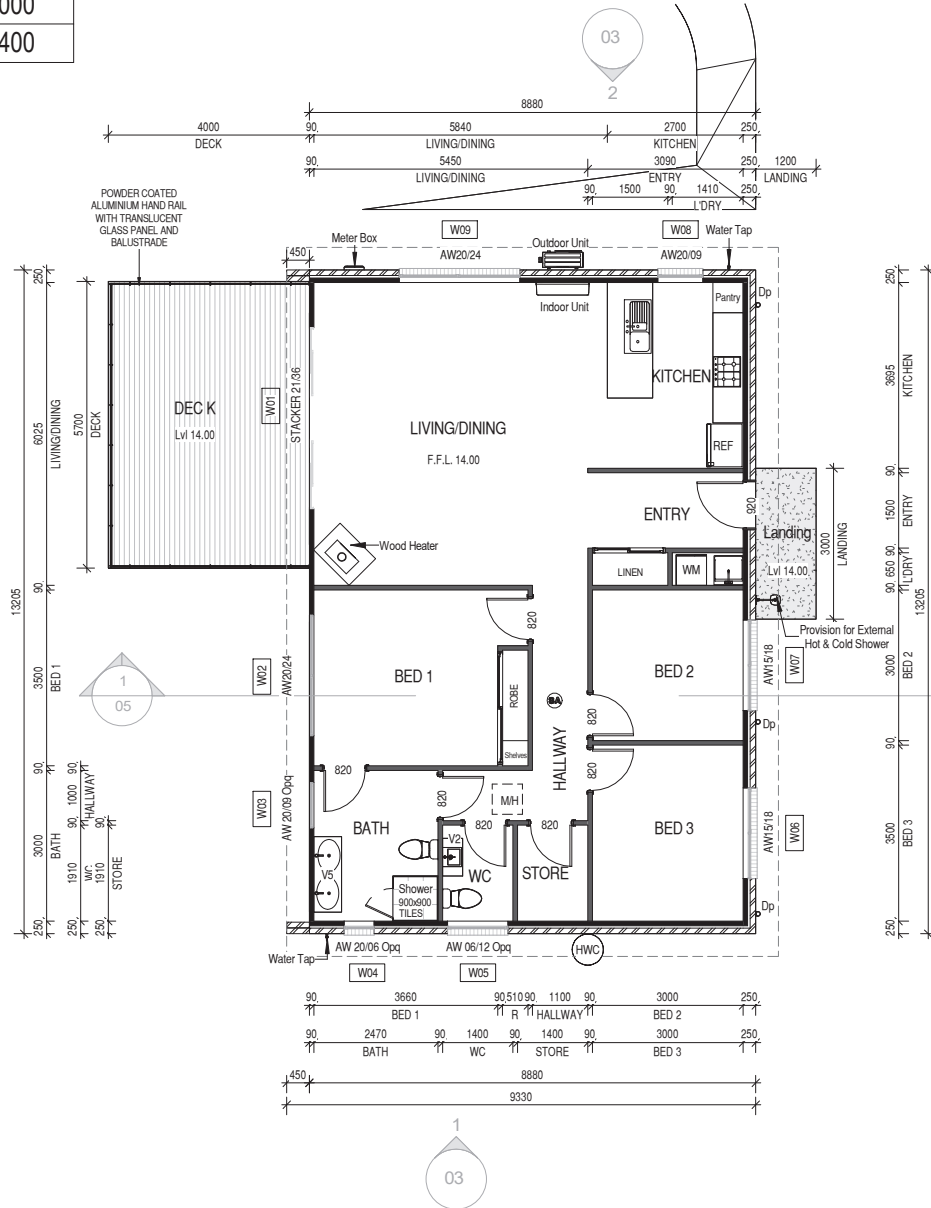 000
400
03
2
8880
4000
90
5840
2700
250
DECK
LIVING/DINING
KITCHEN
90
5450
3090
250
1200
LIVING/DINING
ENTRY
LANDING
90
1500
90
1410
250
L'DRY
POWDER COATED
ALUMINIUM HAND RAIL
WITH TRANSLUCENT
GLASS PANEL AND
BALUSTRADE
W09
W08
Water Tap
Meter Box
AW20/24
Outdoor Unit
AW20/09
450
Indoor Unit
Pantry
Dp
KITCHEN
REF
DECK
Lvl 14.00
W01
STACKER 21/36
LIVING/DINING
F.F.L. 14.00
ENTRY
920
Landing
Lvl 14.00
3000
LANDING
Wood Heater
LINEN
WM
Provision for External
Hot & Cold Shower
820
BED 1
ROBE
Shelves
SA
HALLWAY
BED 2
820
AW15/18
W07
Dp
W02
AW20/24
1
05
820
BATH
820
M/H
820
820
820
BED 3
AW15/18
W06
Dp
W03
AW 20/09 Opq
V5
V2
WC
STORE
Shower
900x900
TILES
Water Tap
AW 20/06 Opq
AW 06/12 Opq
HWC
W04
W05
250
6025
LIVING/DINING
5700
DECK
90
13205
3500
BED 1
90
3000
BATH
250
90
1000
HALLWAY
90
1910
WC
250
90
1910
STORE
250
250
3695
KITCHEN
90
1500
ENTRY
90
650
L'DRY
90
13205
3000
BED 2
90
3500
BED 3
250
90
3660
90
510
90
1100
90
3000
250
BED 1
R
HALLWAY
BED 2
90
2470
90
1400
90
1400
90
3000
250
BATH
WC
STORE
BED 3
450
8880
9330
1
03